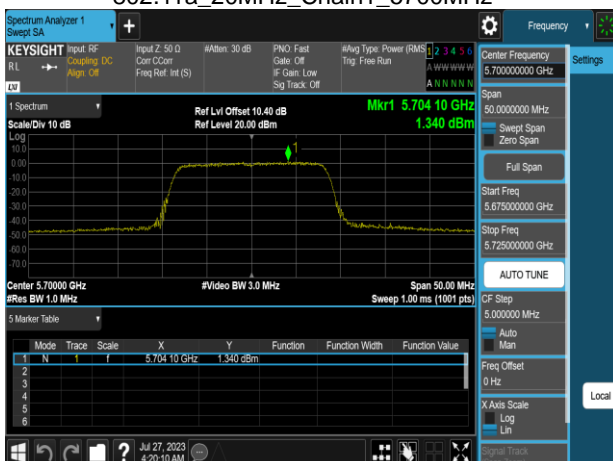 802.11a_20MHz_Chain1_5700MHz
Spectrum Analyzer 1
Swept SA
+
Frequency
KEYSIGHT
RL
LXI
Input: RF
Coupling: DC
Align: Off
Input Z: 50 Ω
Corr CCorr
Freq Ref: Int (S)
#Atten: 30 dB
PNO: Fast
Gate: Off
IF Gain: Low
Sig Track: Off
#Avg Type: Power (RMS
Trig: Free Run
1 2 3 4 5 6
A WW WW W
A N N N N N
1 Spectrum
Scale/Div 10 dB
Ref Lvl Offset 10.40 dB
Ref Level 20.00 dBm
Mkr1 5.704 10 GHz
1.340 dBm
Log
10.0
0.00
-10.0
-20.0
-30.0
-40.0
-50.0
-60.0
-70.0
1
Center 5.70000 GHz
#Res BW 1.0 MHz
#Video BW 3.0 MHz
Span 50.00 MHz
Sweep 1.00 ms (1001 pts)
5 Marker Table
Mode Trace Scale X Y Function Function Width Function Value
1 N 1 f 5.704 10 GHz 1.340 dBm
2
3
4
5
6
Jul 27, 2023
4:20:10 AM
Center Frequency
5.700000000 GHz
Span
50.0000000 MHz
Swept Span
Zero Span
Full Span
Start Freq
5.675000000 GHz
Stop Freq
5.725000000 GHz
AUTO TUNE
CF Step
5.000000 MHz
Auto
Man
Freq Offset
0 Hz
X Axis Scale
Log
Lin
Signal Track
Settings
Local